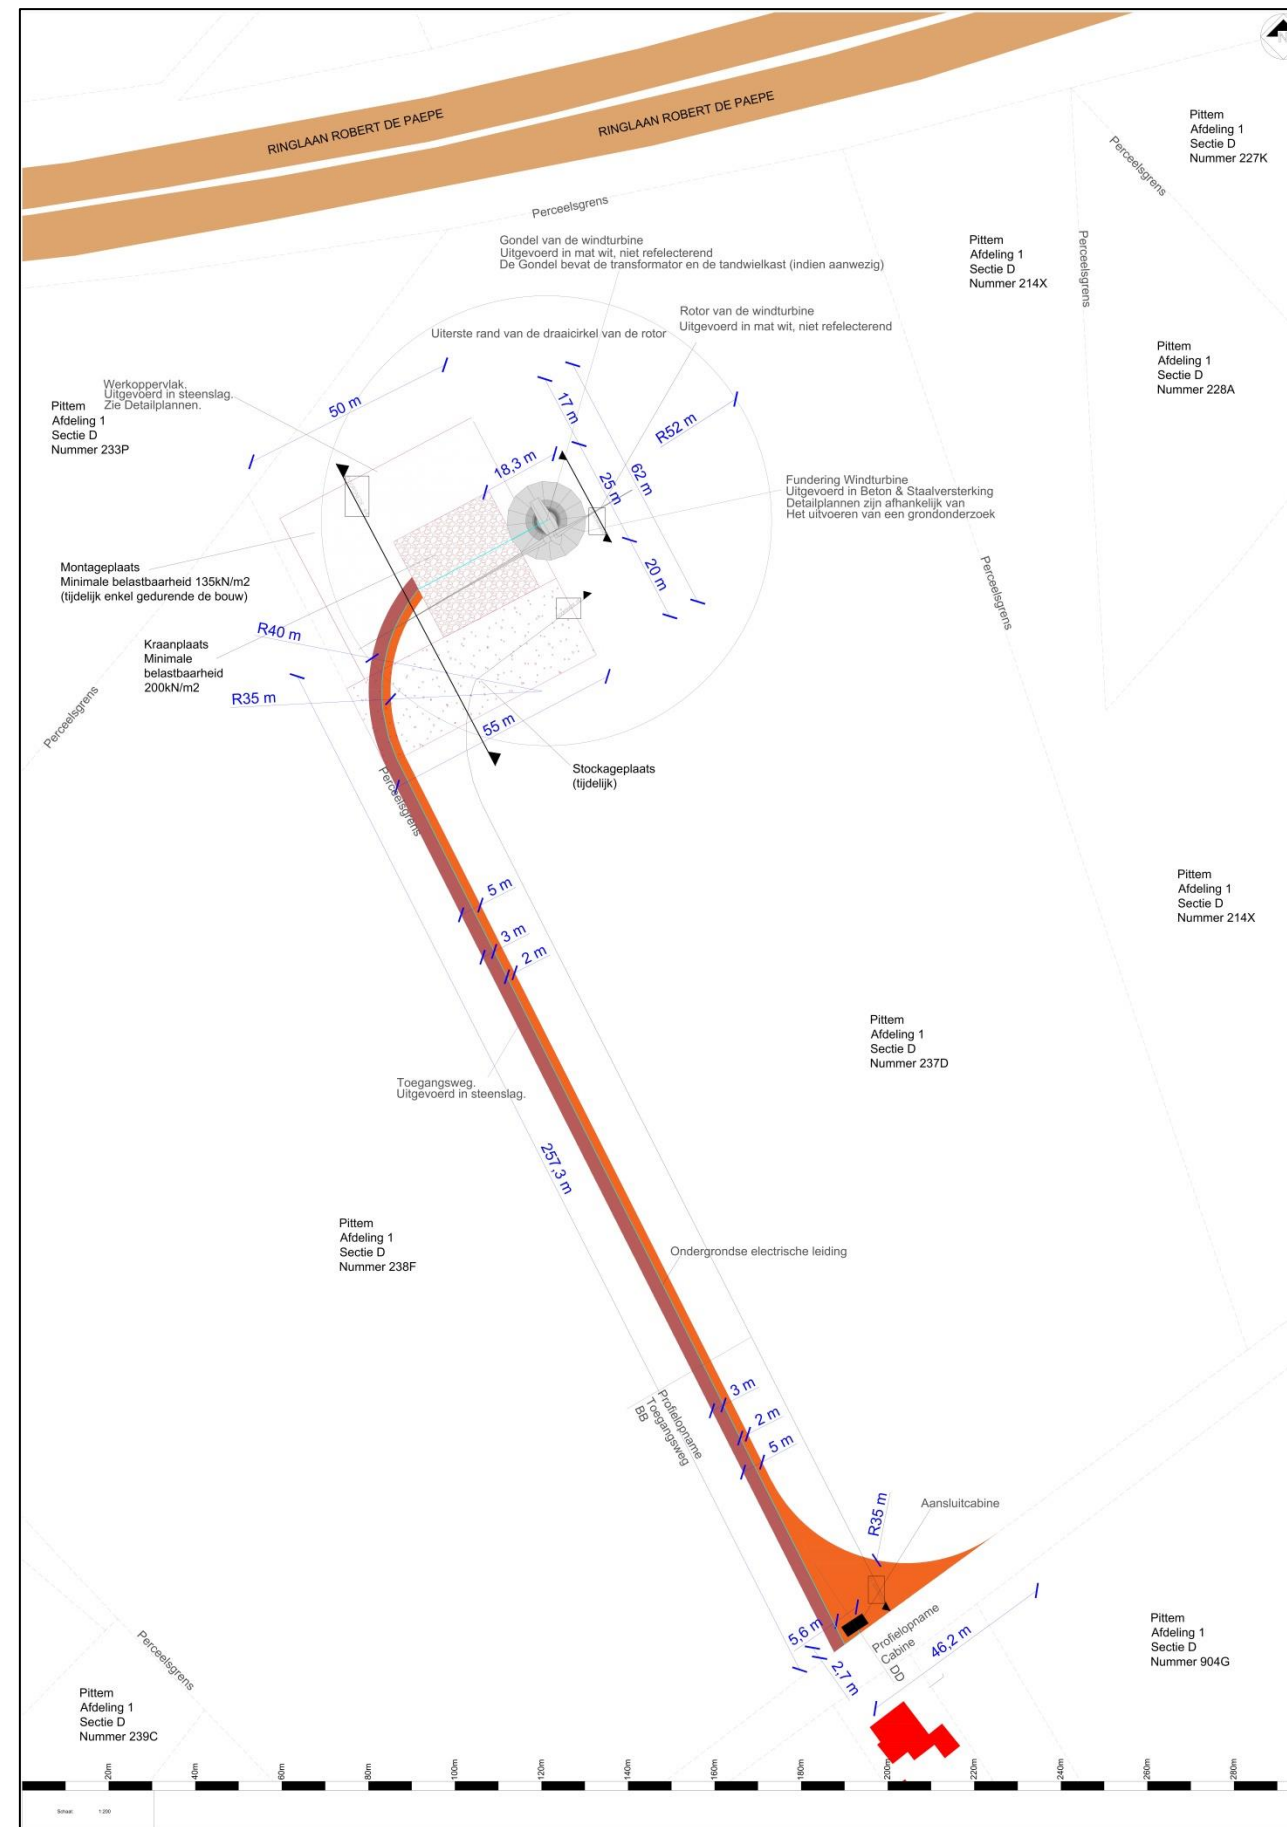 N
RINGLAAN ROBERT DE PAEPE
RINGLAAN ROBERT DE PAEPE
Pittem
Afdeling 1
Sectie D
Nummer 227K
Perceelsgrens
Perceelsgrens
Perceelsgrens
Gondel van de windturbine
Uitgevoerd in mat wit, niet refelecterend
De Gondel bevat de transformator en de tandwielkast (indien aanwezig)
Pittem
Afdeling 1
Sectie D
Nummer 214X
Rotor van de windturbine
Uitgevoerd in mat wit, niet refelecterend
Uiterste rand van de draaicirkel van de rotor
Pittem
Afdeling 1
Sectie D
Nummer 228A
Werkoppervlak.
Uitgevoerd in steenslag.
Zie Detailplannen.
Pittem
Afdeling 1
Sectie D
Nummer 233P
50 m
17 m
R52 m
18,3 m
25 m
62 m
20 m
Fundering Windturbine
Uitgevoerd in Beton & Staalversterking
Detailplannen zijn afhankelijk van
Het uitvoeren van een grondonderzoek
Montageplaats
Minimale belastbaarheid 135kN/m2
(tijdelijk enkel gedurende de bouw)
Perceelsgrens
R40 m
Kraanplaats
Minimale
belastbaarheid
200kN/m2
R35 m
Perceelsgrens
55 m
Stockageplaats
(tijdelijk)
Perceelsgrens
5 m
3 m
2 m
Pittem
Afdeling 1
Sectie D
Nummer 214X
Pittem
Afdeling 1
Sectie D
Nummer 237D
Toegangsweg.
Uitgevoerd in steenslag.
257,3 m
Pittem
Afdeling 1
Sectie D
Nummer 238F
Ondergrondse electrische leiding
3 m
2 m
5 m
Profielopname
Toegangsweg
BB
R35 m
Aansluitcabine
5,6 m
2,7 m
Profielopname
Cabine
DD
46,2 m
Pittem
Afdeling 1
Sectie D
Nummer 904G
Perceelsgrens
Pittem
Afdeling 1
Sectie D
Nummer 239C
20m
40m
60m
80m
100m
120m
140m
160m
180m
200m
220m
240m
260m
280m
Schaal: 1:200